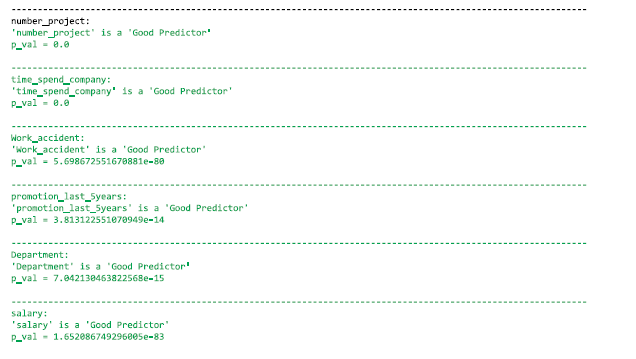 ----------------------------------------------------------------------------------------------------
number_project:
'number_project' is a 'Good Predictor'
p_val = 0.0
----------------------------------------------------------------------------------------------------
time_spend_company:
'time_spend_company' is a 'Good Predictor'
p_val = 0.0
----------------------------------------------------------------------------------------------------
Work_accident:
'Work_accident' is a 'Good Predictor'
p_val = 5.698672551670881e-80
----------------------------------------------------------------------------------------------------
promotion_last_5years:
'promotion_last_5years' is a 'Good Predictor'
p_val = 3.813122551070949e-14
----------------------------------------------------------------------------------------------------
Department:
'Department' is a 'Good Predictor'
p_val = 7.042130463822568e-15
----------------------------------------------------------------------------------------------------
salary:
'salary' is a 'Good Predictor'
p_val = 1.652086749296005e-83